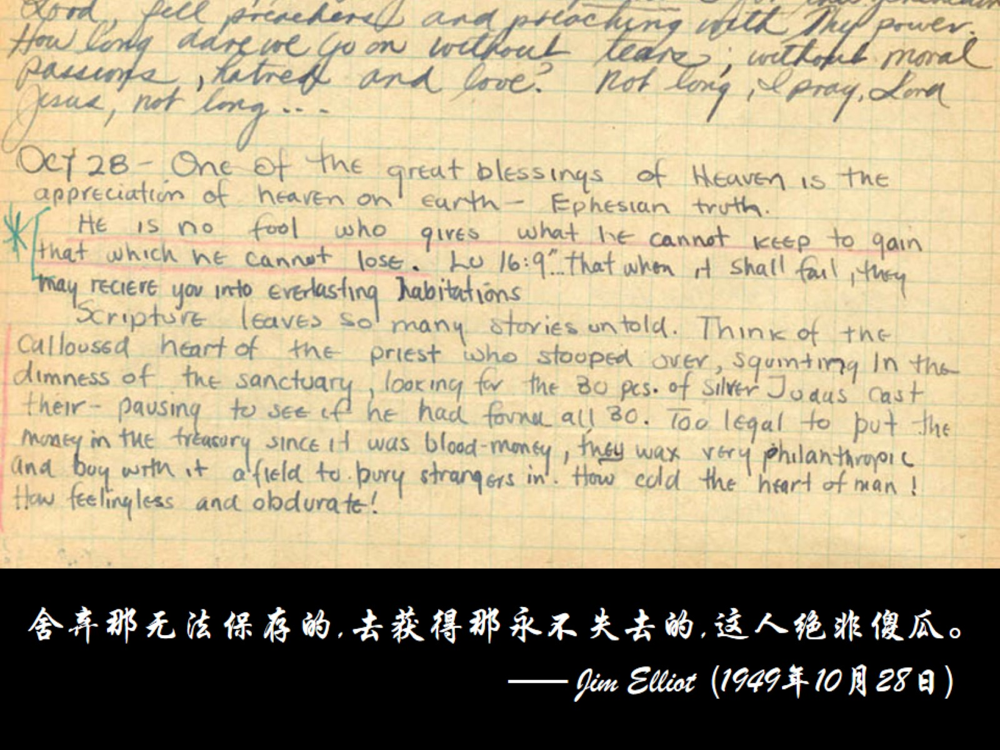 Lord, fell preachers and preaching with Thy power.
How long dare we go on without tears, without moral
passions, hatred and love? Not long, I pray, Lord
Jesus, not long...
OCT 28 - One of the great blessings of Heaven is the
appreciation of heaven on earth - Ephesian truth.
He is no fool who gives what he cannot keep to gain
that which he cannot lose. Lu 16:9 "...that when it shall fail, they
may reciere you into everlasting habitations
Scripture leaves so many stories untold. Think of the
calloused heart of the priest who stooped over, squinting in the
dimness of the sanctuary, looking for the 30 pcs. of silver Judas cast
their - pausing to see if he had found all 30. Too legal to put the
money in the treasury since it was blood-money, they wax very philanthropic
and buy with it a field to bury strangers in. How cold the heart of man!
How feelingless and obdurate!
舍弃那无法保存的,去获得那永不失去的,这人绝非傻瓜。
—— Jim Elliot (1949年10月28日)